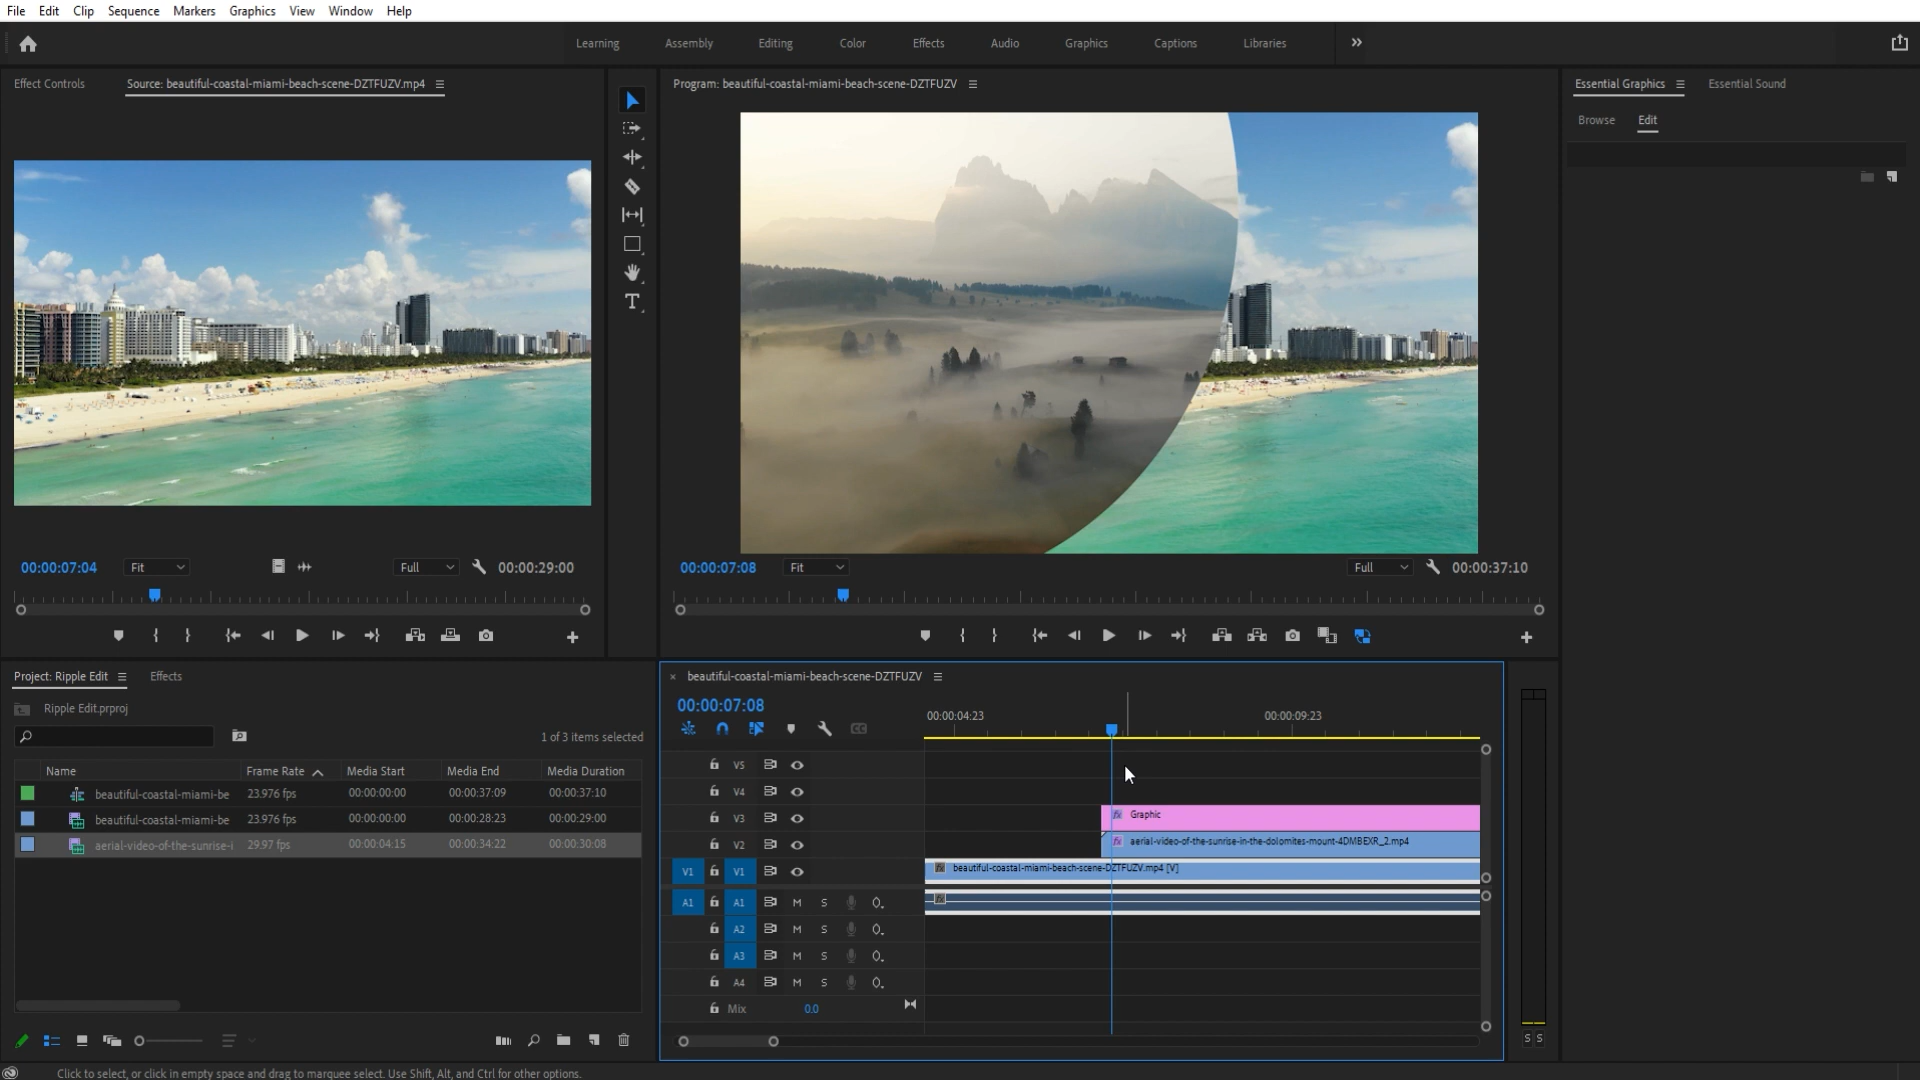 File Edit Clip Sequence Markers Graphics View Window Help
Learning Assembly Editing Color Effects Audio Graphics Captions Libraries
Effect Controls
Source: beautiful-coastal-miami-beach-scene-DZTFUZV.mp4
00:00:07:04 Fit Full 00:00:29:00
Program: beautiful-coastal-miami-beach-scene-DZTFUZV
00:00:07:08 Fit Full 00:00:37:10
Essential Graphics Essential Sound
Browse Edit
Project: Ripple Edit Effects
Ripple Edit.prproj
1 of 3 items selected
Name Frame Rate Media Start Media End Media Duration
beautiful-coastal-miami-be 23.976 fps 00:00:00:00 00:00:37:09 00:00:37:10
beautiful-coastal-miami-be 23.976 fps 00:00:00:00 00:00:28:23 00:00:29:00
aerial-video-of-the-sunrise-i 29.97 fps 00:00:04:15 00:00:34:22 00:00:30:08
beautiful-coastal-miami-beach-scene-DZTFUZV
00:00:07:08
00:00:04:23 00:00:09:23
V5
V4
V3 fx Graphic
V2 fx aerial-video-of-the-sunrise-in-the-dolomites-mount-4DMBEXR_2.mp4
V1 V1 fx beautiful-coastal-miami-beach-scene-DZTFUZV.mp4 [V]
A1 A1 M S fx
A2 M S
A3 M S
A4 M S
Mix 0.0
S S
Click to select, or click in empty space and drag to marquee select. Use Shift, Alt, and Ctrl for other options.